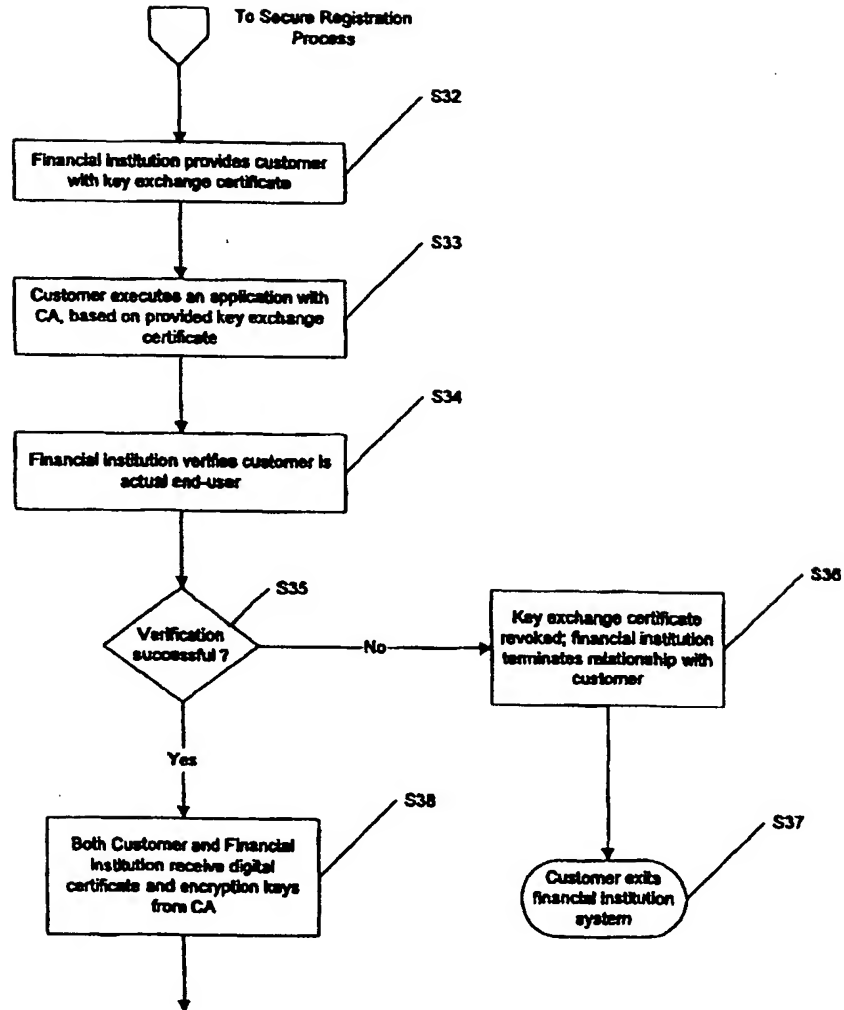 To Secure Registration
Process
S32
Financial institution provides customer
with key exchange certificate
S33
Customer executes an application with
CA, based on provided key exchange
certificate
S34
Financial institution verifies customer is
actual end-user
S35
Verification
successful ?
No
S36
Key exchange certificate
revoked; financial institution
terminates relationship with
customer
Yes
S38
Both Customer and Financial
Institution receive digital
certificate and encryption keys
from CA
S37
Customer exits
financial institution
system